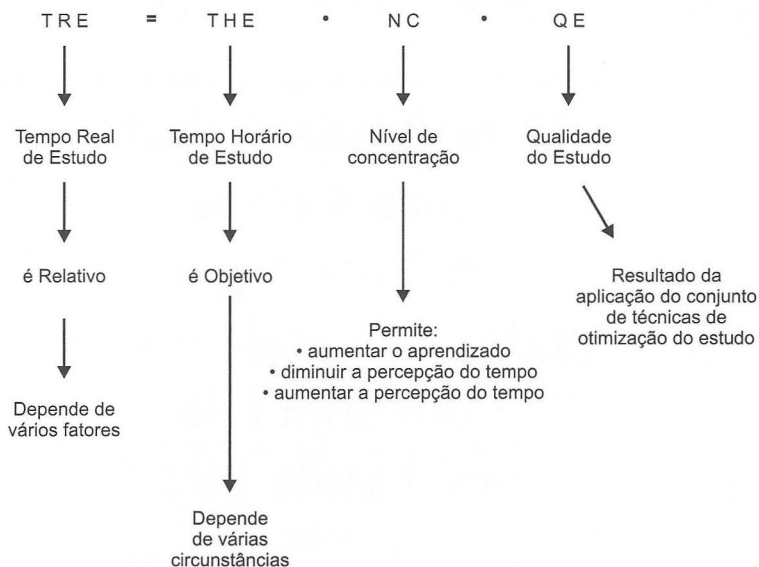 TRE = THE • NC • QE
Tempo Real
de Estudo
Tempo Horário
de Estudo
Nível de
concentração
Qualidade
do Estudo
é Relativo
é Objetivo
Resultado da
aplicação do conjunto
de técnicas de
otimização do estudo
Permite:
• aumentar o aprendizado
• diminuir a percepção do tempo
• aumentar a percepção do tempo
Depende de
vários fatores
Depende
de várias
circunstâncias